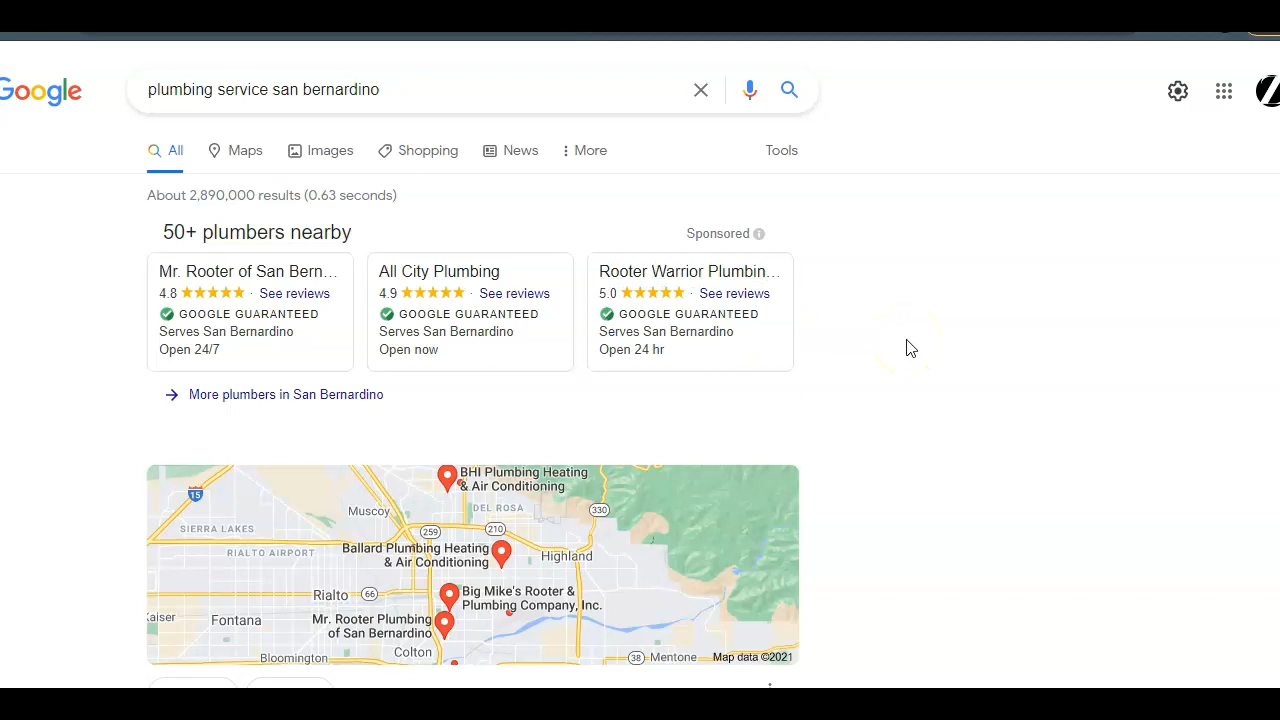 Google
plumbing service san bernardino
All
Maps
Images
Shopping
News
More
Tools
About 2,890,000 results (0.63 seconds)
50+ plumbers nearby
Sponsored
Mr. Rooter of San Bern...
4.8 · See reviews
GOOGLE GUARANTEED
Serves San Bernardino
Open 24/7
All City Plumbing
4.9 · See reviews
GOOGLE GUARANTEED
Serves San Bernardino
Open now
Rooter Warrior Plumbin...
5.0 · See reviews
GOOGLE GUARANTEED
Serves San Bernardino
Open 24 hr
More plumbers in San Bernardino
BHI Plumbing Heating
& Air Conditioning
15
Muscoy
DEL ROSA
330
SIERRA LAKES
259
210
RIALTO AIRPORT
Ballard Plumbing Heating
& Air Conditioning
Highland
Rialto
66
Big Mike's Rooter &
Plumbing Company, Inc.
Kaiser
Fontana
Mr. Rooter Plumbing
of San Bernardino
Colton
Bloomington
38
Mentone
Map data ©2021